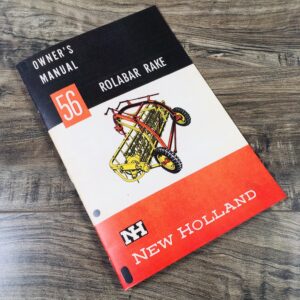 OWNER'S
MANUAL
56
ROLABAR RAKE
NH
NEW HOLLAND